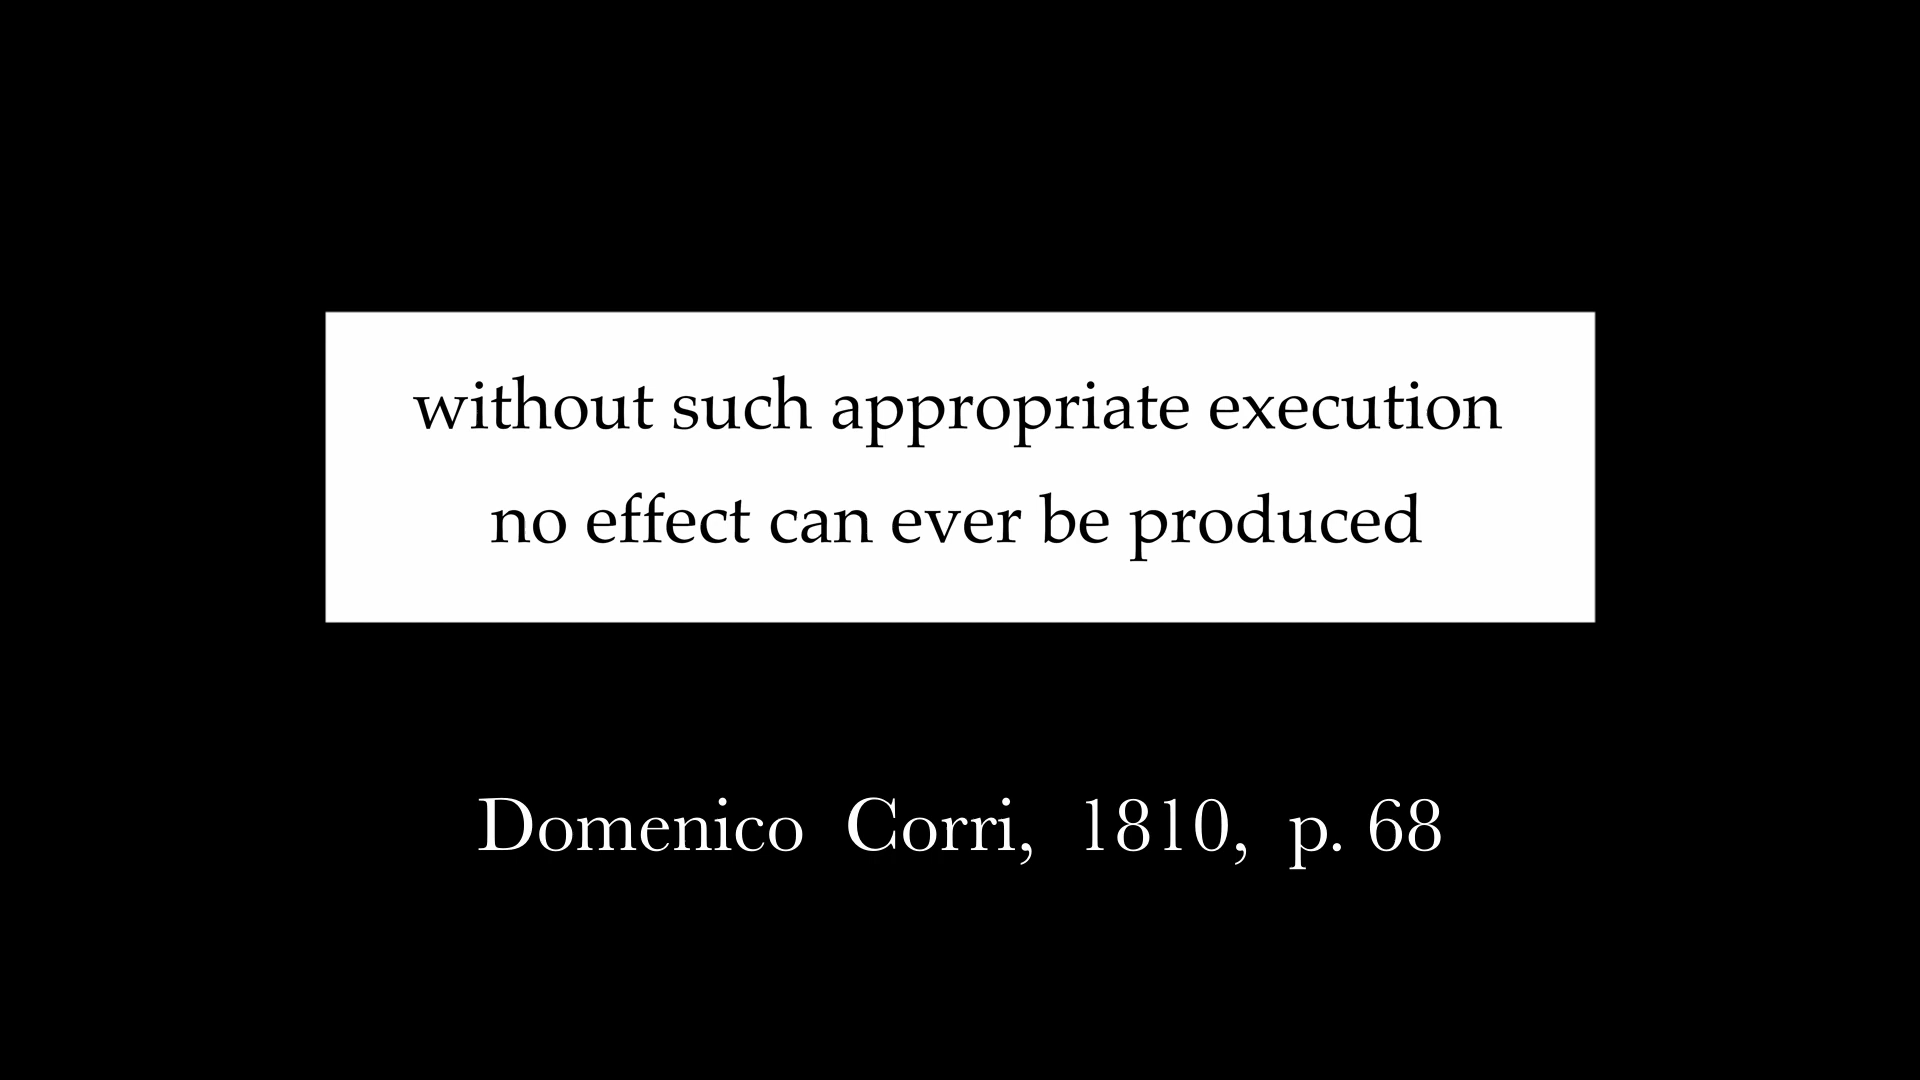 without such appropriate execution
no effect can ever be produced
Domenico Corri, 1810, p. 68